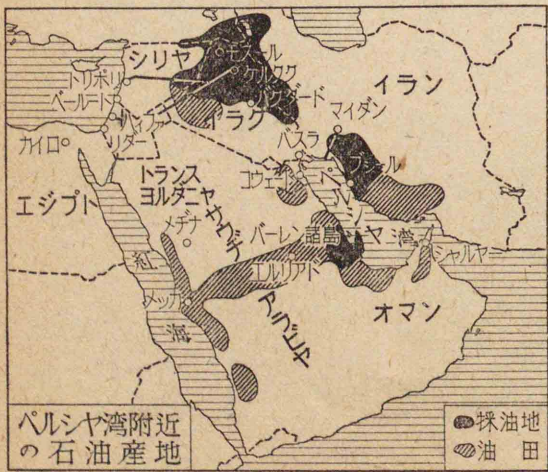 シリヤ
モスール
ケルクク
トリポリ
ベールート
イラン
バグダード
ハイファ
イラク
マイダン
カイロ
リダー
バスラ
ブシール
トランス
ヨルダニヤ
コウェート
ペルシヤ湾
エジプト
メヂナ
サウヂ
バーレン諸島
シャルヤー
紅海
エルリアド
メッカ
アラビヤ
オマン
ペルシヤ湾附近
の石油産地
採油地
油田